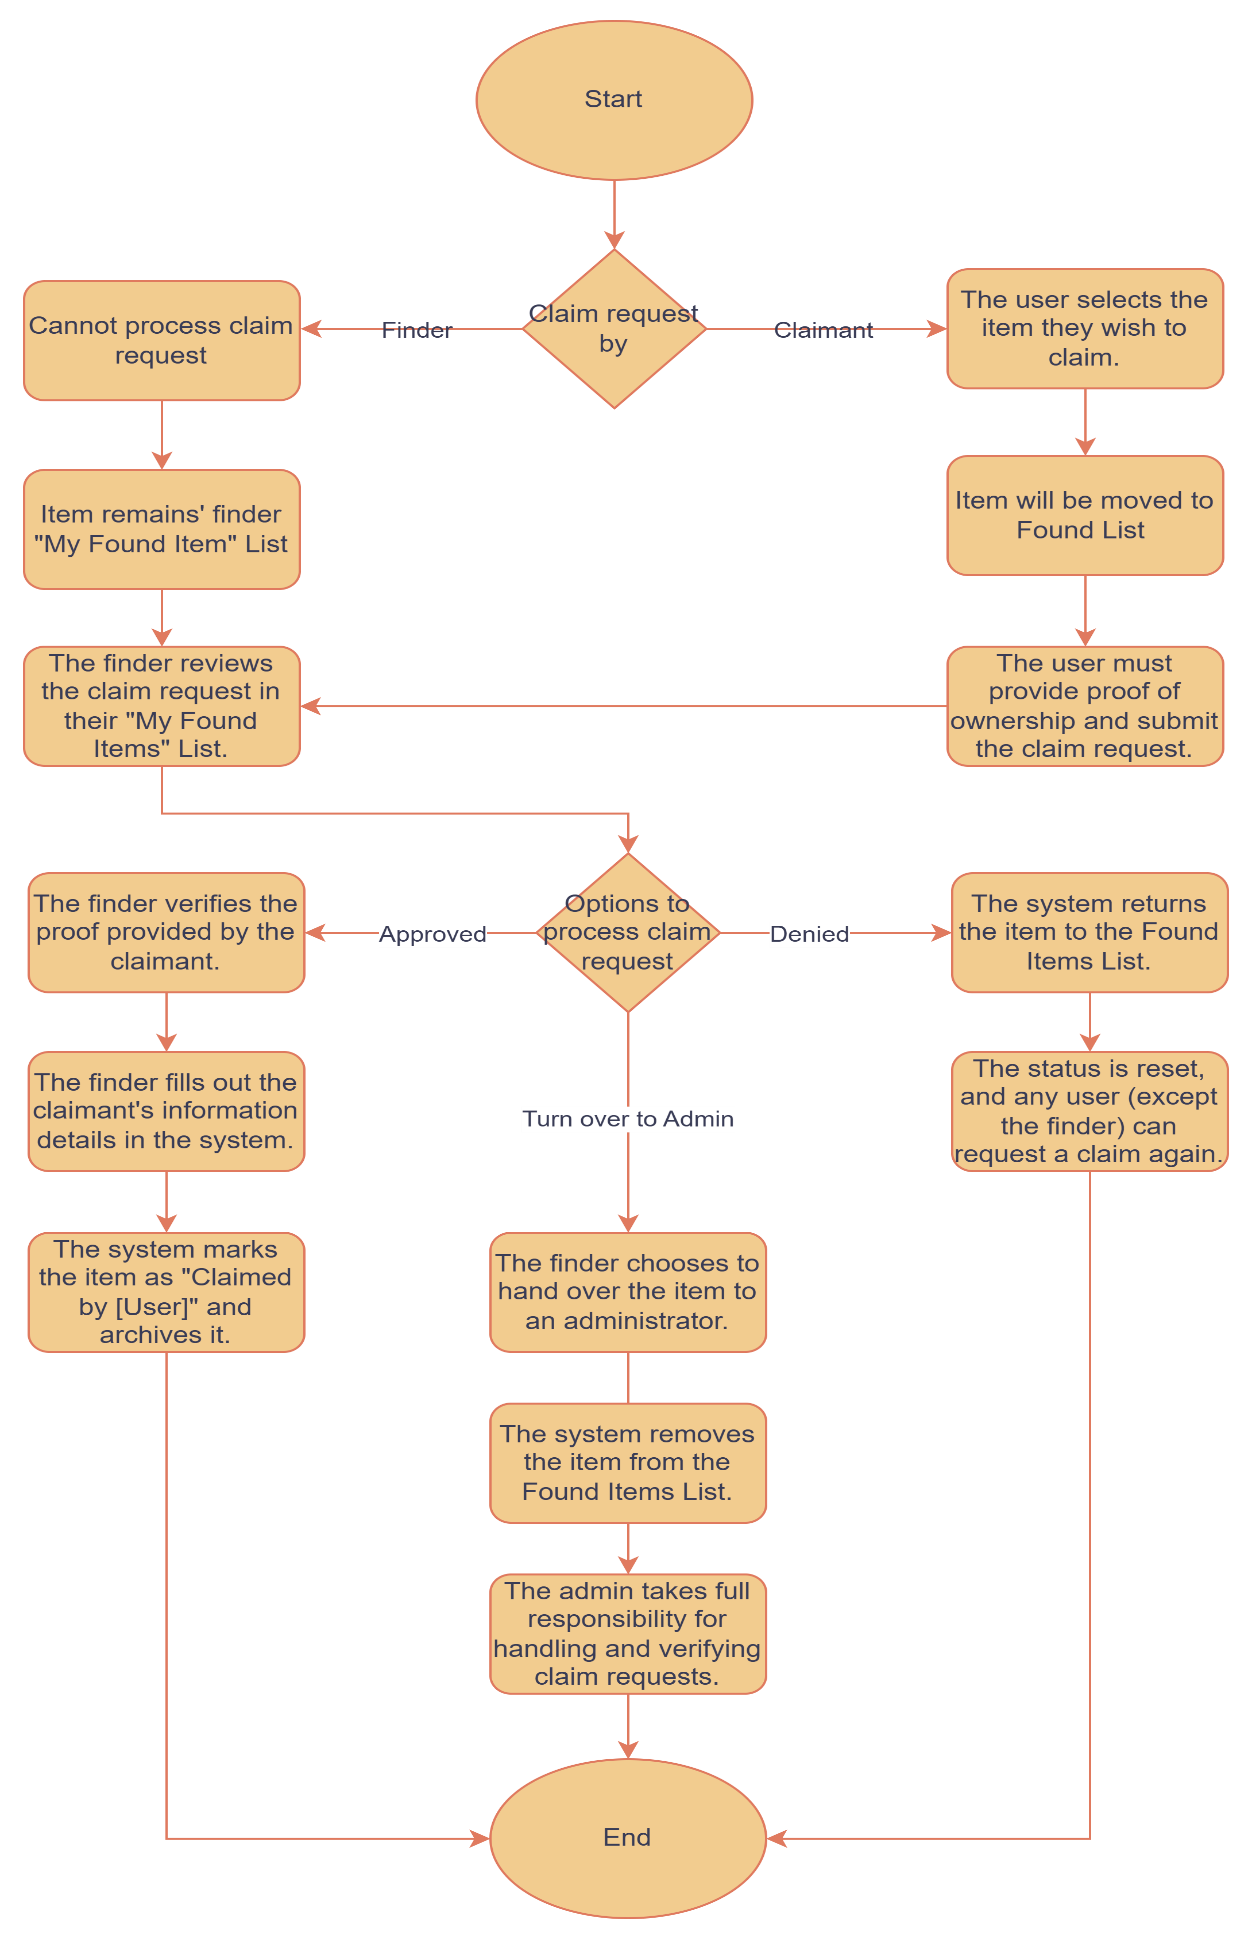 Start
Claim request
by
Finder
Claimant
Cannot process claim
request
The user selects the
item they wish to
claim.
Item remains' finder
"My Found Item" List
Item will be moved to
Found List
The finder reviews
the claim request in
their "My Found
Items" List.
The user must
provide proof of
ownership and submit
the claim request.
Options to
process claim
request
Approved
Denied
Turn over to Admin
The finder verifies the
proof provided by the
claimant.
The finder fills out the
claimant's information
details in the system.
The system marks
the item as "Claimed
by [User]" and
archives it.
The system returns
the item to the Found
Items List.
The status is reset,
and any user (except
the finder) can
request a claim again.
The finder chooses to
hand over the item to
an administrator.
The system removes
the item from the
Found Items List.
The admin takes full
responsibility for
handling and verifying
claim requests.
End